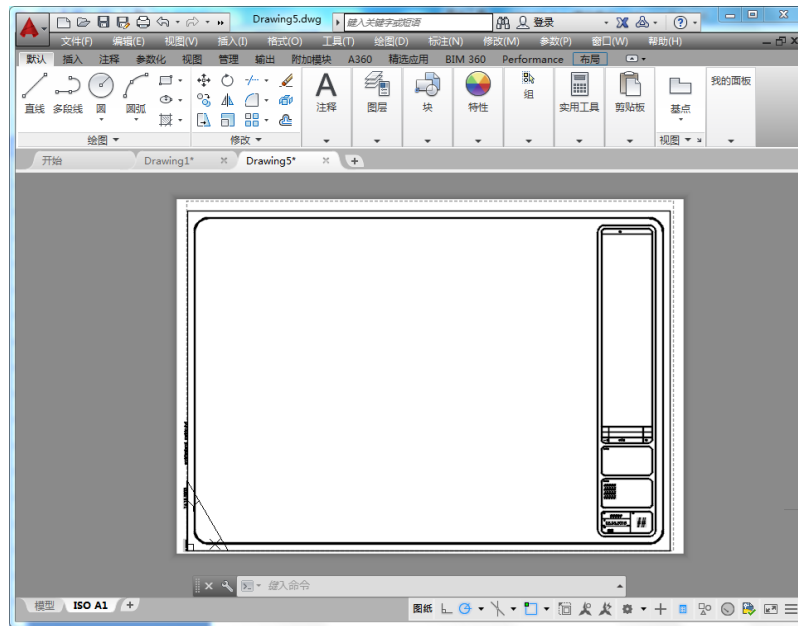 Drawing5.dwg 键入关键字或短语 登录
文件(F) 编辑(E) 视图(V) 插入(I) 格式(O) 工具(T) 绘图(D) 标注(N) 修改(M) 参数(P) 窗口(W) 帮助(H)
默认 插入 注释 参数化 视图 管理 输出 附加模块 A360 精选应用 BIM 360 Performance 布局
直线 多段线 圆 圆弧 A 注释 图层 块 特性 组 实用工具 剪贴板 基点 我的面板
绘图 修改 视图
开始 Drawing1* Drawing5*
##
键入命令
模型 ISO A1 图纸